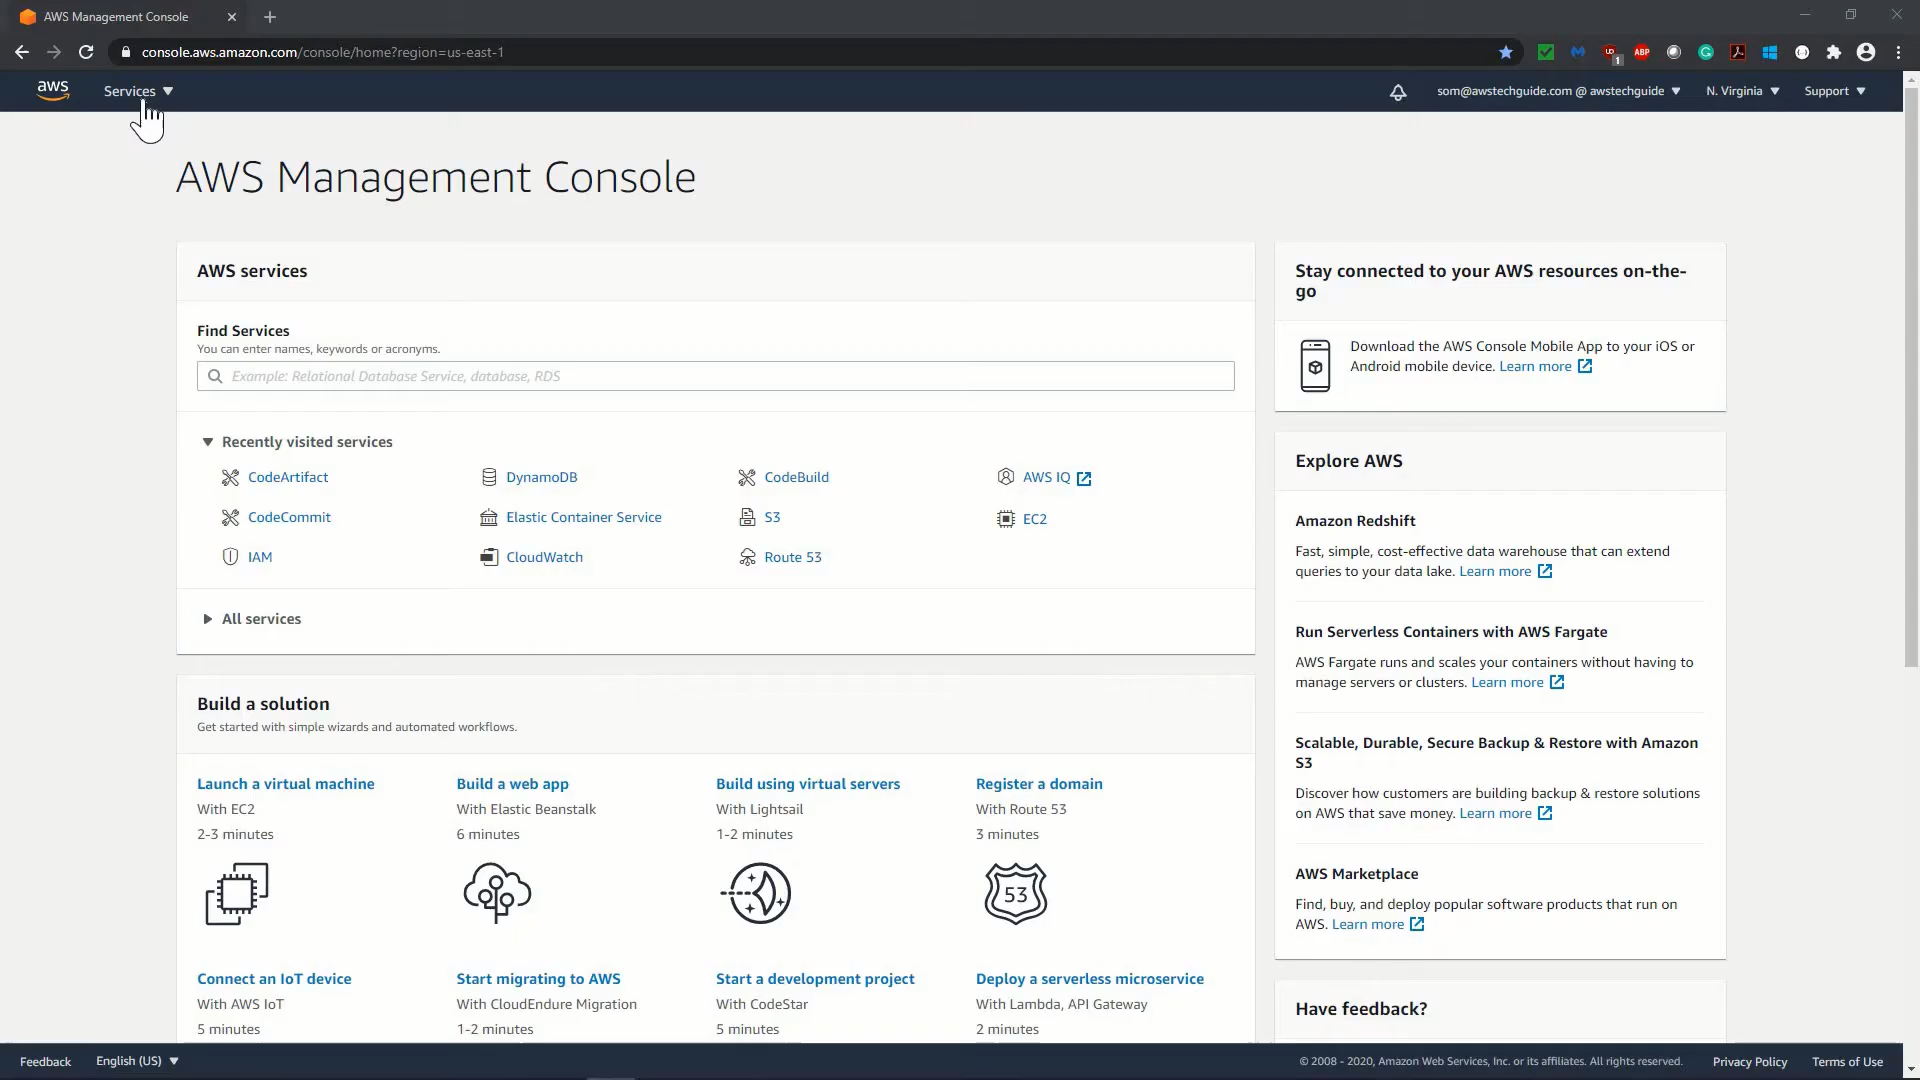 AWS Management Console
console.aws.amazon.com/console/home?region=us-east-1
ABP
1
aws
Services
som@awstechguide.com @ awstechguide
N. Virginia
Support
AWS Management Console
AWS services
Find Services
You can enter names, keywords or acronyms.
Example: Relational Database Service, database, RDS
Recently visited services
CodeArtifact
DynamoDB
CodeBuild
AWS IQ
CodeCommit
Elastic Container Service
S3
EC2
IAM
CloudWatch
Route 53
All services
Build a solution
Get started with simple wizards and automated workflows.
Launch a virtual machine
With EC2
2-3 minutes
Build a web app
With Elastic Beanstalk
6 minutes
Build using virtual servers
With Lightsail
1-2 minutes
Register a domain
With Route 53
3 minutes
53
Connect an IoT device
With AWS IoT
5 minutes
Start migrating to AWS
With CloudEndure Migration
1-2 minutes
Start a development project
With CodeStar
5 minutes
Deploy a serverless microservice
With Lambda, API Gateway
2 minutes
Stay connected to your AWS resources on-the-
go
Download the AWS Console Mobile App to your iOS or
Android mobile device. Learn more
Explore AWS
Amazon Redshift
Fast, simple, cost-effective data warehouse that can extend
queries to your data lake. Learn more
Run Serverless Containers with AWS Fargate
AWS Fargate runs and scales your containers without having to
manage servers or clusters. Learn more
Scalable, Durable, Secure Backup & Restore with Amazon
S3
Discover how customers are building backup & restore solutions
on AWS that save money. Learn more
AWS Marketplace
Find, buy, and deploy popular software products that run on
AWS. Learn more
Have feedback?
Feedback
English (US)
© 2008 - 2020, Amazon Web Services, Inc. or its affiliates. All rights reserved.
Privacy Policy
Terms of Use